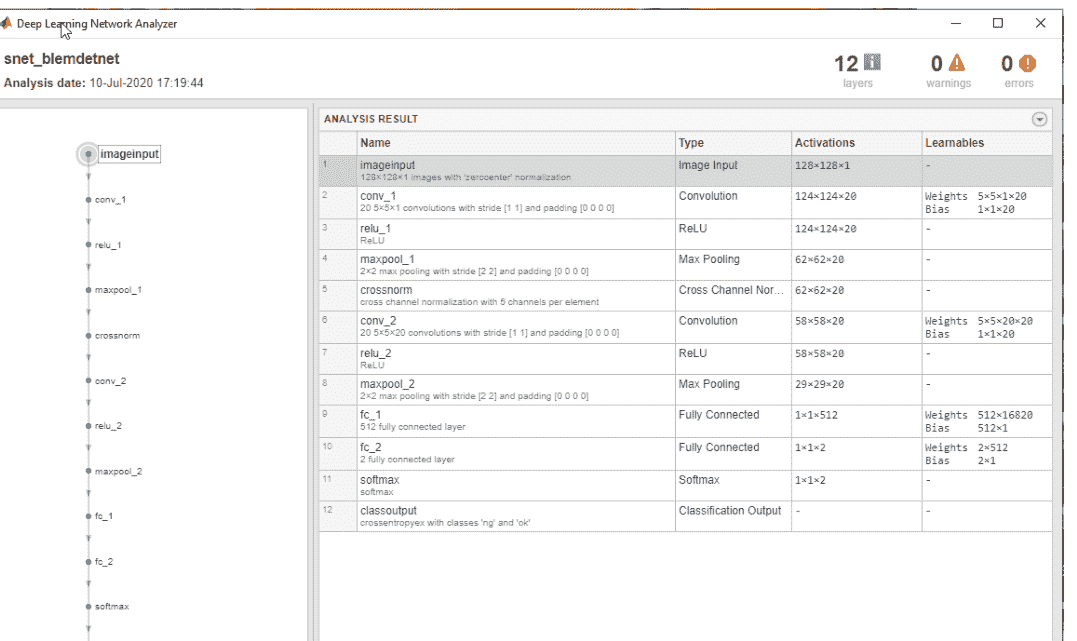 Deep Learning Network Analyzer
snet_blemdetnet
Analysis date: 10-Jul-2020 17:19:44
12
layers
0
warnings
0
errors
imageinput
conv_1
relu_1
maxpool_1
crossnorm
conv_2
relu_2
maxpool_2
fc_1
fc_2
softmax
ANALYSIS RESULT
Name Type Activations Learnables
1 imageinput Image Input 128×128×1 -
128×128×1 images with 'zerocenter' normalization
2 conv_1 Convolution 124×124×20 Weights 5×5×1×20
20 5×5×1 convolutions with stride [1 1] and padding [0 0 0 0] Bias 1×1×20
3 relu_1 ReLU 124×124×20 -
ReLU
4 maxpool_1 Max Pooling 62×62×20 -
2×2 max pooling with stride [2 2] and padding [0 0 0 0]
5 crossnorm Cross Channel Nor... 62×62×20 -
cross channel normalization with 5 channels per element
6 conv_2 Convolution 58×58×20 Weights 5×5×20×20
20 5×5×20 convolutions with stride [1 1] and padding [0 0 0 0] Bias 1×1×20
7 relu_2 ReLU 58×58×20 -
ReLU
8 maxpool_2 Max Pooling 29×29×20 -
2×2 max pooling with stride [2 2] and padding [0 0 0 0]
9 fc_1 Fully Connected 1×1×512 Weights 512×16820
512 fully connected layer Bias 512×1
10 fc_2 Fully Connected 1×1×2 Weights 2×512
2 fully connected layer Bias 2×1
11 softmax Softmax 1×1×2 -
softmax
12 classoutput Classification Output - -
crossentropyex with classes 'ng' and 'ok'